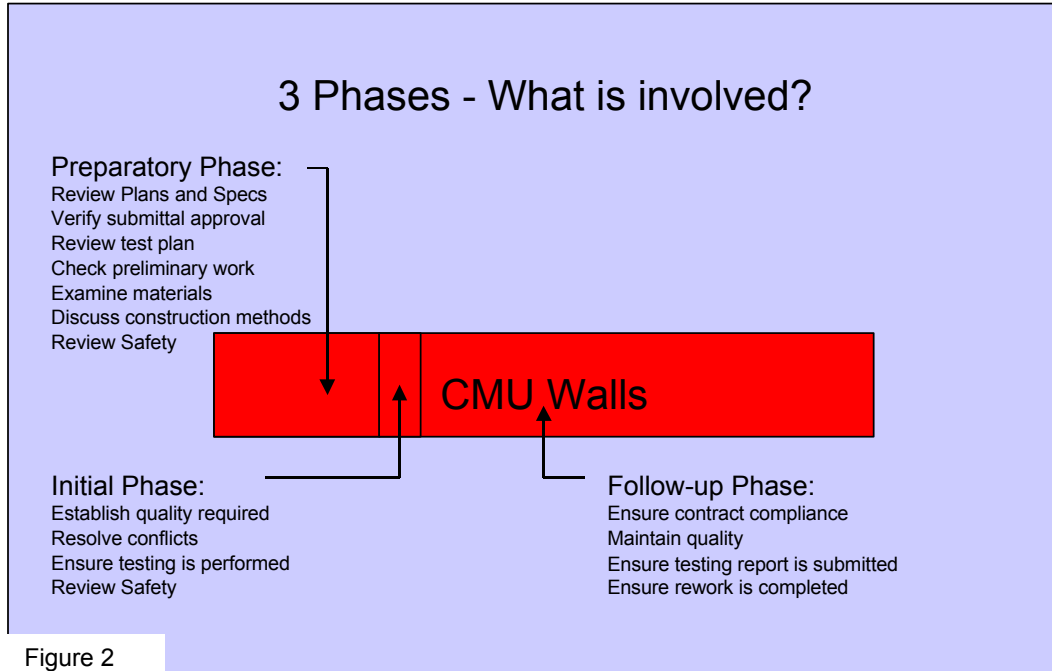 3 Phases - What is involved?
Preparatory Phase:
Review Plans and Specs
Verify submittal approval
Review test plan
Check preliminary work
Examine materials
Discuss construction methods
Review Safety
CMU Walls
Initial Phase:
Establish quality required
Resolve conflicts
Ensure testing is performed
Review Safety
Follow-up Phase:
Ensure contract compliance
Maintain quality
Ensure testing report is submitted
Ensure rework is completed
Figure 2